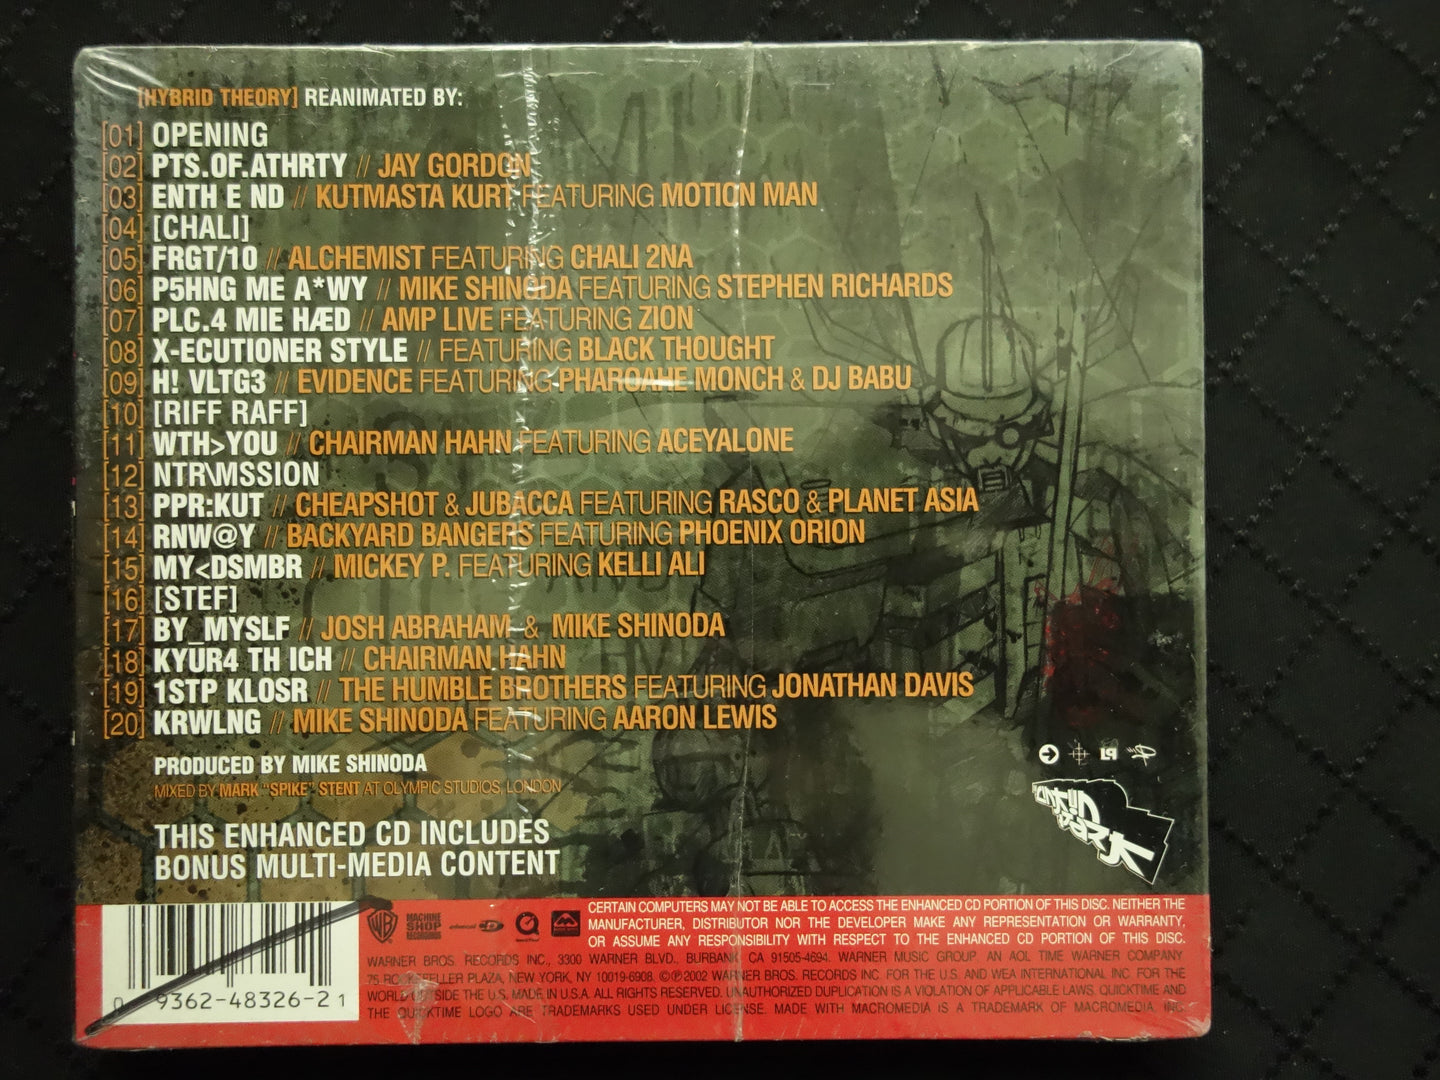 [HYBRID THEORY] REANIMATED BY:
[01] OPENING
[02] PTS.OF.ATHRTY // JAY GORDON
[03] ENTH E ND // KUTMASTA KURT FEATURING MOTION MAN
[04] [CHALI]
[05] FRGT/10 // ALCHEMIST FEATURING CHALI 2NA
[06] P5HNG ME A*WY // MIKE SHINODA FEATURING STEPHEN RICHARDS
[07] PLC.4 MIE HÆD // AMP LIVE FEATURING ZION
[08] X-ECUTIONER STYLE // FEATURING BLACK THOUGHT
[09] H! VLTG3 // EVIDENCE FEATURING PHAROAHE MONCH & DJ BABU
[10] [RIFF RAFF]
[11] WTH>YOU // CHAIRMAN HAHN FEATURING ACEYALONE
[12] NTR\MSSION
[13] PPR:KUT // CHEAPSHOT & JUBACCA FEATURING RASCO & PLANET ASIA
[14] RNW@Y // BACKYARD BANGERS FEATURING PHOENIX ORION
[15] MY<DSMBR // MICKEY P. FEATURING KELLI ALI
[16] [STEF]
[17] BY_MYSLF // JOSH ABRAHAM & MIKE SHINODA
[18] KYUR4 TH ICH // CHAIRMAN HAHN
[19] 1STP KLOSR // THE HUMBLE BROTHERS FEATURING JONATHAN DAVIS
[20] KRWLNG // MIKE SHINODA FEATURING AARON LEWIS
PRODUCED BY MIKE SHINODA
MIXED BY MARK "SPIKE" STENT AT OLYMPIC STUDIOS, LONDON
THIS ENHANCED CD INCLUDES
BONUS MULTI-MEDIA CONTENT
LINKIN PARK
LP
0 9362-48326-2 1
WB
MACHINE
SHOP
RECORDINGS
enhanced CD
CERTAIN COMPUTERS MAY NOT BE ABLE TO ACCESS THE ENHANCED CD PORTION OF THIS DISC. NEITHER THE
MANUFACTURER, DISTRIBUTOR NOR THE DEVELOPER MAKE ANY REPRESENTATION OR WARRANTY,
OR ASSUME ANY RESPONSIBILITY WITH RESPECT TO THE ENHANCED CD PORTION OF THIS DISC.
WARNER BROS. RECORDS INC., 3300 WARNER BLVD., BURBANK, CA 91505-4694. WARNER MUSIC GROUP. AN AOL TIME WARNER COMPANY
75 ROCKEFELLER PLAZA, NEW YORK, NY 10019-6908. ©℗2002 WARNER BROS. RECORDS INC. FOR THE U.S. AND WEA INTERNATIONAL INC. FOR THE
WORLD OUTSIDE THE U.S. MADE IN U.S.A. ALL RIGHTS RESERVED. UNAUTHORIZED DUPLICATION IS A VIOLATION OF APPLICABLE LAWS. QUICKTIME AND
THE QUICKTIME LOGO ARE TRADEMARKS USED UNDER LICENSE. MADE WITH MACROMEDIA IS A TRADEMARK OF MACROMEDIA, INC.